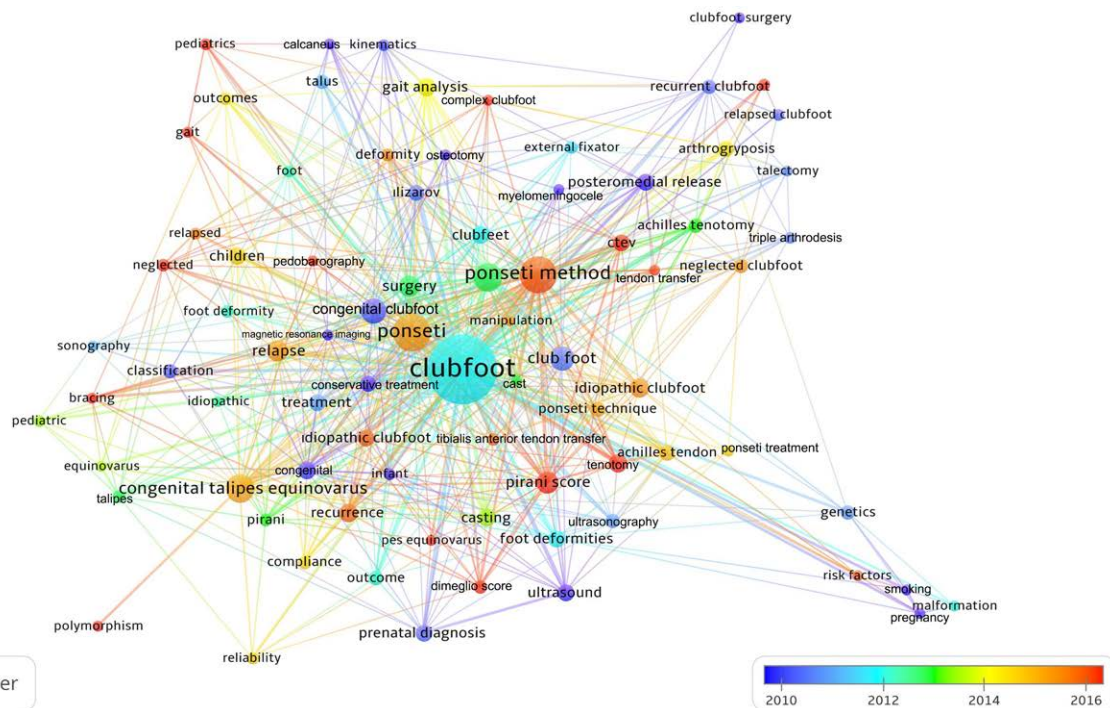 clubfoot surgery
pediatrics
calcaneus
kinematics
talus
gait analysis
recurrent clubfoot
outcomes
complex clubfoot
relapsed clubfoot
gait
deformity
osteotomy
external fixator
arthrogryposis
foot
talectomy
ılizarov
posteromedial release
myelomeningocele
achilles tenotomy
relapsed
clubfeet
ctev
triple arthrodesis
neglected
children
pedobarography
ponseti method
tendon transfer
neglected clubfoot
surgery
foot deformity
congenital clubfoot
manipulation
magnetic resonance imaging
ponseti
sonography
relapse
clubfoot
club foot
classification
conservative treatment
cast
idiopathic clubfoot
bracing
idiopathic
treatment
ponseti technique
pediatric
ıdiopathic clubfoot
tibialis anterior tendon transfer
achilles tendon
ponseti treatment
equinovarus
congenital
infant
tenotomy
talipes
congenital talipes equinovarus
pirani score
pirani
recurrence
casting
ultrasonography
genetics
pes equinovarus
foot deformities
compliance
outcome
dimeglio score
ultrasound
risk factors
smoking
malformation
pregnancy
polymorphism
prenatal diagnosis
reliability
er
2010
2012
2014
2016